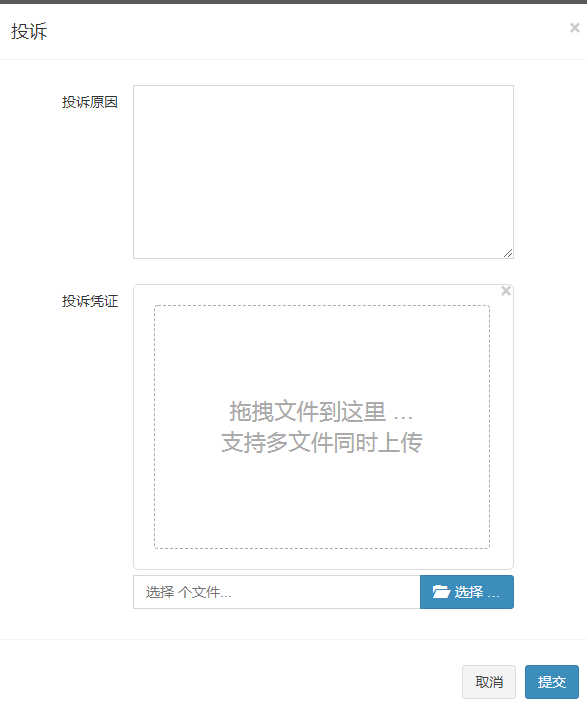 投诉
×
投诉原因
投诉凭证
×
拖拽文件到这里 …
支持多文件同时上传
选择 个文件...
选择 …
取消
提交